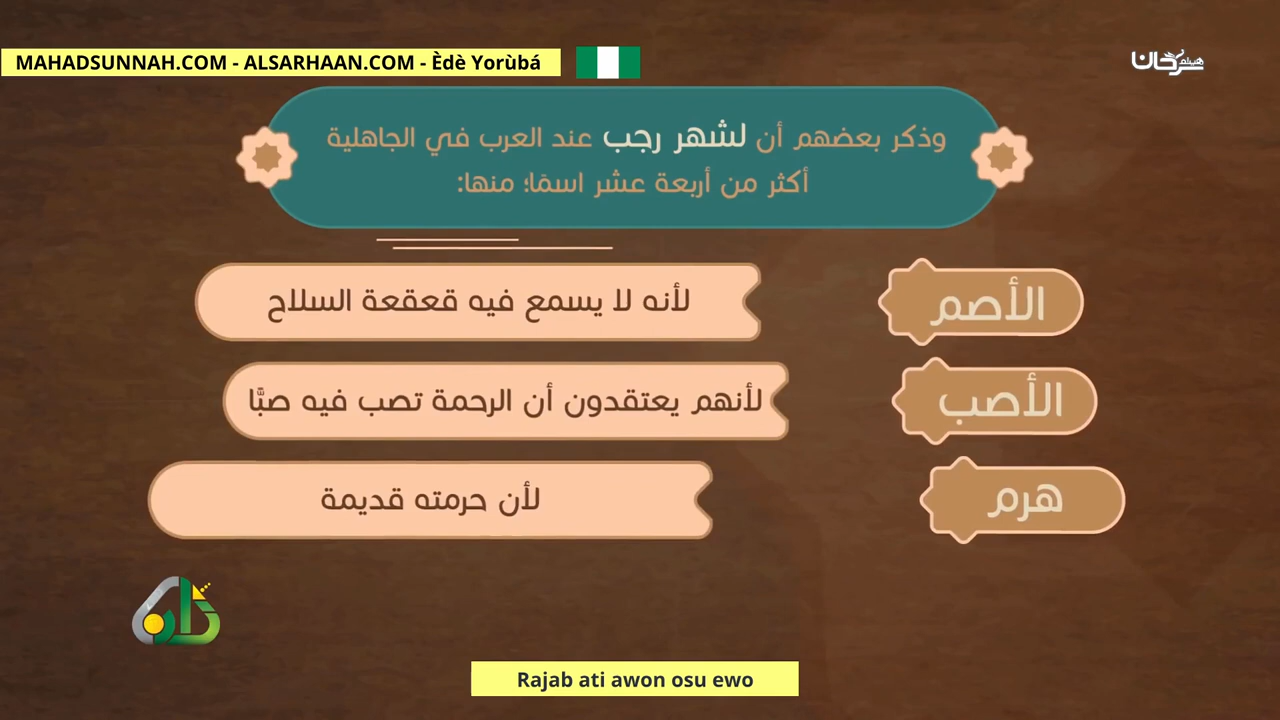 MAHADSUNNAH.COM - ALSARHAAN.COM - Èdè Yorùbá
هيثم سرحان
وذكر بعضهم أن لشهر رجب عند العرب في الجاهلية
أكثر من أربعة عشر اسمًا؛ منها:
الأصم
لأنه لا يسمع فيه قعقعة السلاح
الأصب
لأنهم يعتقدون أن الرحمة تصب فيه صبًّا
هرم
لأن حرمته قديمة
Rajab ati awon osu ewo